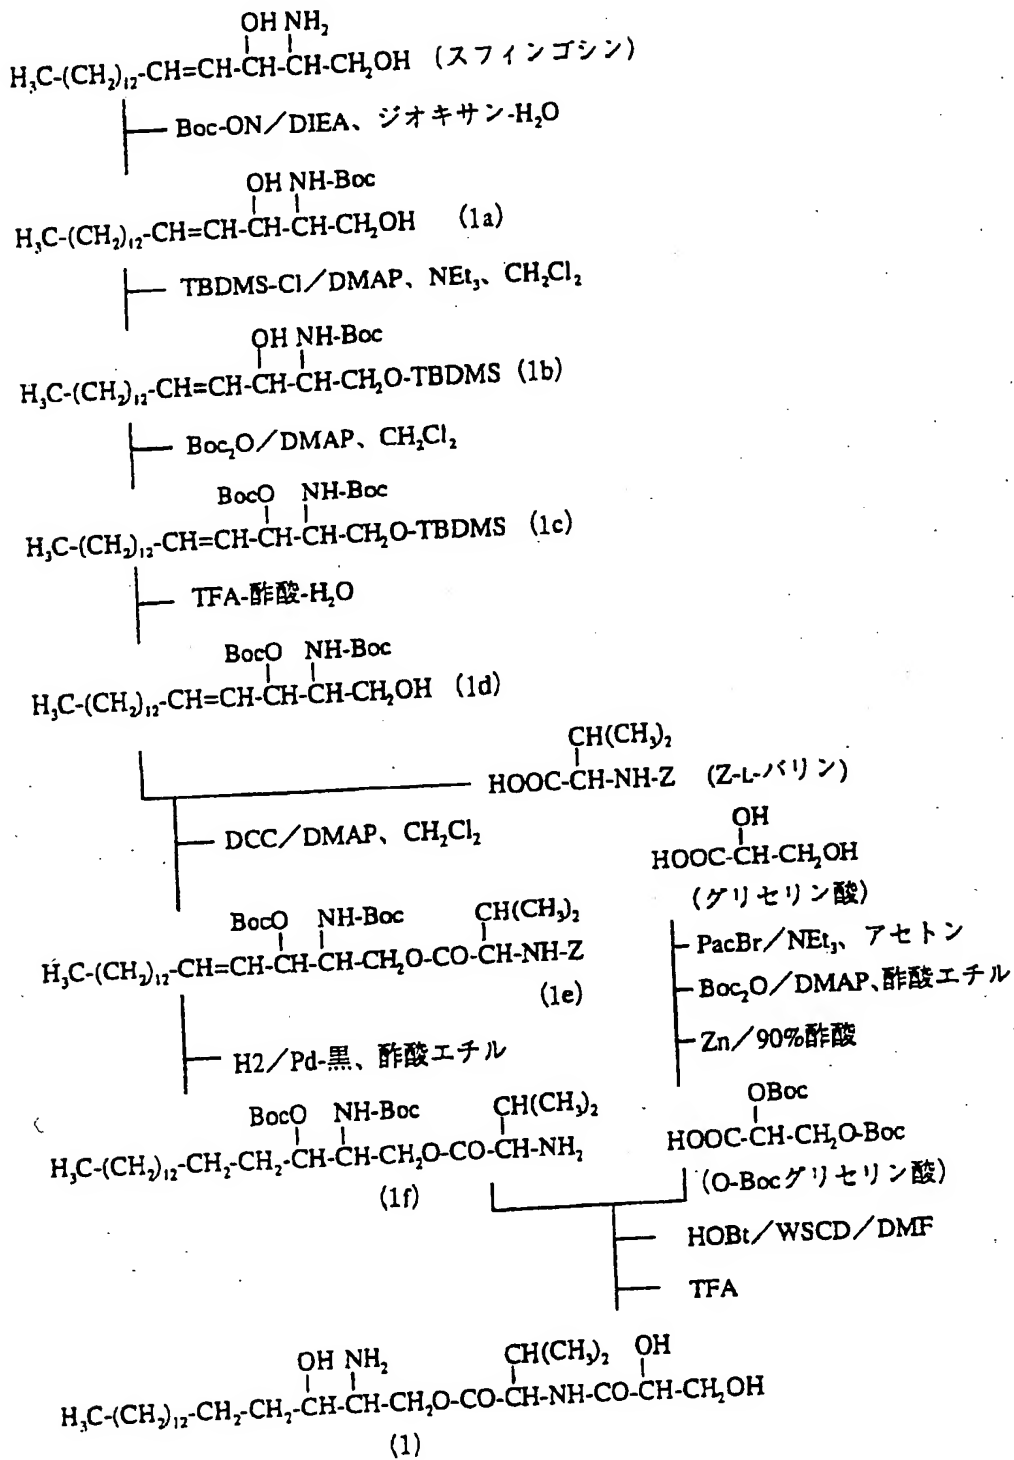 OH NH₂
H₃C-(CH₂)₁₂-CH=CH-CH-CH-CH₂OH (スフィンゴシン)
Boc-ON／DIEA、ジオキサン-H₂O
OH NH-Boc
H₃C-(CH₂)₁₂-CH=CH-CH-CH-CH₂OH (1a)
TBDMS-Cl／DMAP、NEt₃、CH₂Cl₂
OH NH-Boc
H₃C-(CH₂)₁₂-CH=CH-CH-CH-CH₂O-TBDMS (1b)
Boc₂O／DMAP、CH₂Cl₂
BocO NH-Boc
H₃C-(CH₂)₁₂-CH=CH-CH-CH-CH₂O-TBDMS (1c)
TFA-酢酸-H₂O
BocO NH-Boc
H₃C-(CH₂)₁₂-CH=CH-CH-CH-CH₂OH (1d)
CH(CH₃)₂
HOOC-CH-NH-Z (Z-L-バリン)
DCC／DMAP、CH₂Cl₂
OH
HOOC-CH-CH₂OH
(グリセリン酸)
PacBr／NEt₃、アセトン
Boc₂O／DMAP、酢酸エチル
Zn／90%酢酸
BocO NH-Boc CH(CH₃)₂
H₃C-(CH₂)₁₂-CH=CH-CH-CH-CH₂O-CO-CH-NH-Z
(1e)
H2／Pd-黒、酢酸エチル
BocO NH-Boc CH(CH₃)₂
H₃C-(CH₂)₁₂-CH₂-CH₂-CH-CH-CH₂O-CO-CH-NH₂
(1f)
OBoc
HOOC-CH-CH₂O-Boc
(O-Bocグリセリン酸)
HOBt／WSCD／DMF
TFA
OH NH₂ CH(CH₃)₂ OH
H₃C-(CH₂)₁₂-CH₂-CH₂-CH-CH-CH₂O-CO-CH-NH-CO-CH-CH₂OH
(1)